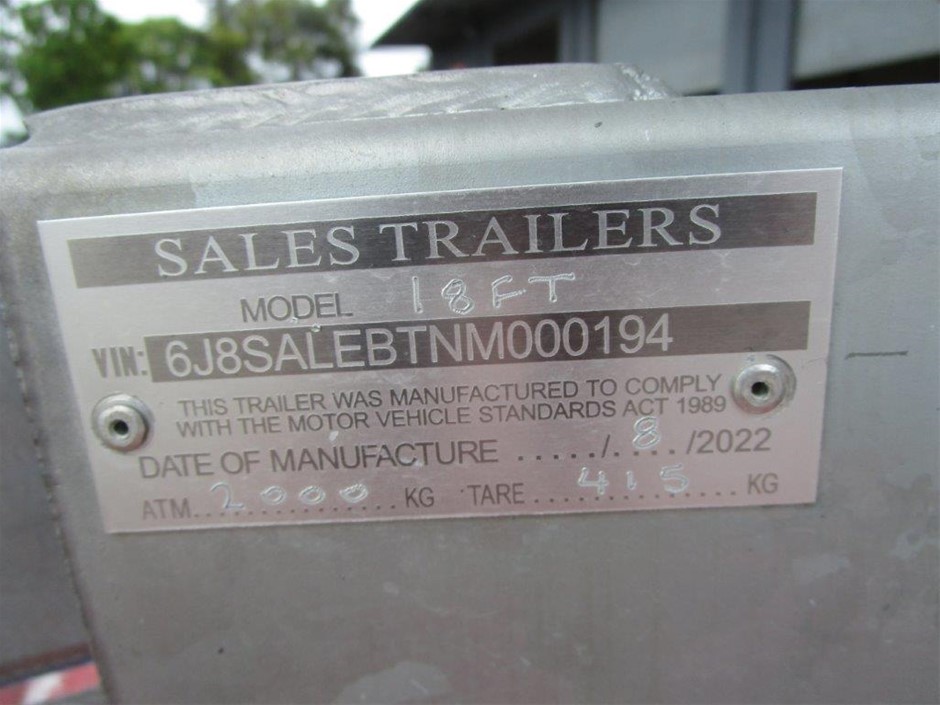 SALES TRAILERS
MODEL 18FT
VIN: 6J8SALEBTNM000194
THIS TRAILER WAS MANUFACTURED TO COMPLY
WITH THE MOTOR VEHICLE STANDARDS ACT 1989
DATE OF MANUFACTURE ...../.8.../2022
ATM..2000...KG TARE....415......KG